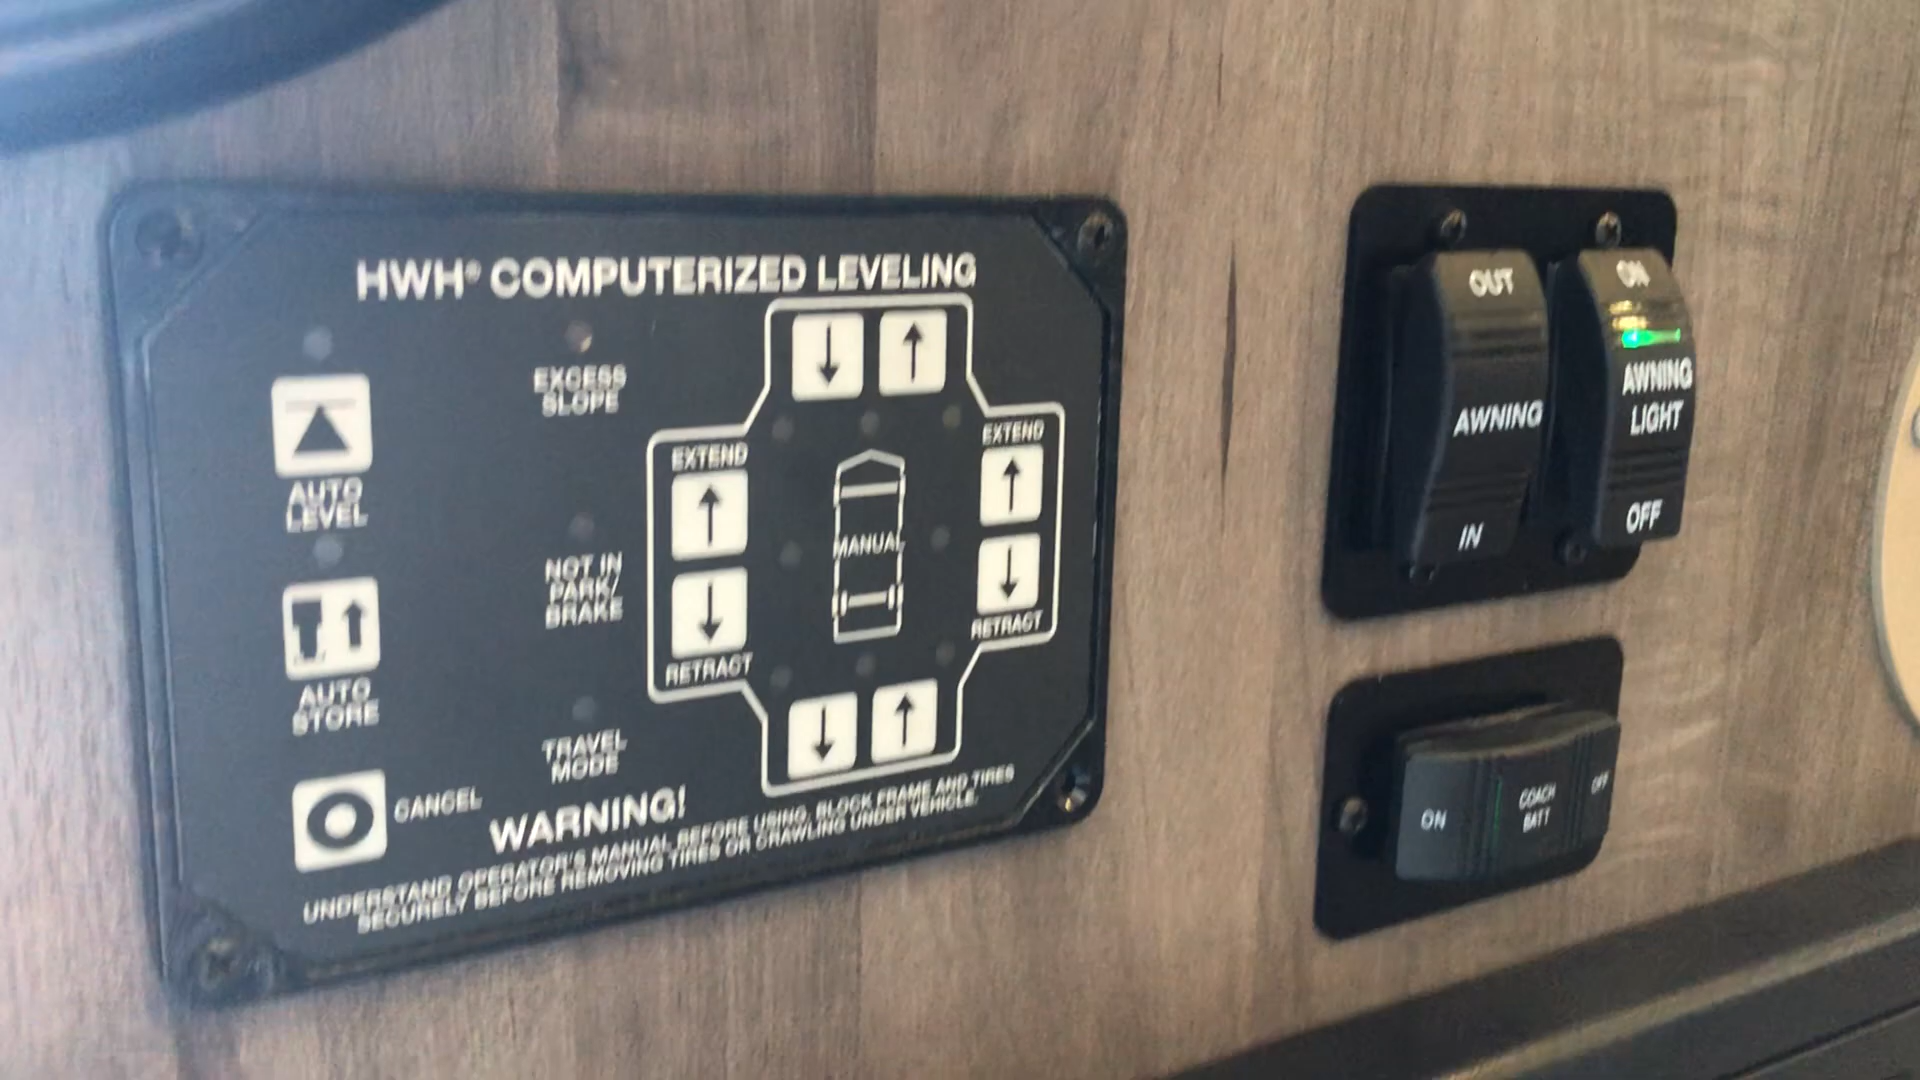 HWH® COMPUTERIZED LEVELING
AUTO
LEVEL
AUTO
STORE
CANCEL
EXCESS
SLOPE
NOT IN
PARK/
BRAKE
TRAVEL
MODE
EXTEND
RETRACT
MANUAL
EXTEND
RETRACT
WARNING!
UNDERSTAND OPERATOR'S MANUAL BEFORE USING. BLOCK FRAME AND TIRES
SECURELY BEFORE REMOVING TIRES OR CRAWLING UNDER VEHICLE.
OUT
AWNING
IN
ON
AWNING
LIGHT
OFF
ON
COACH
BATT
OFF